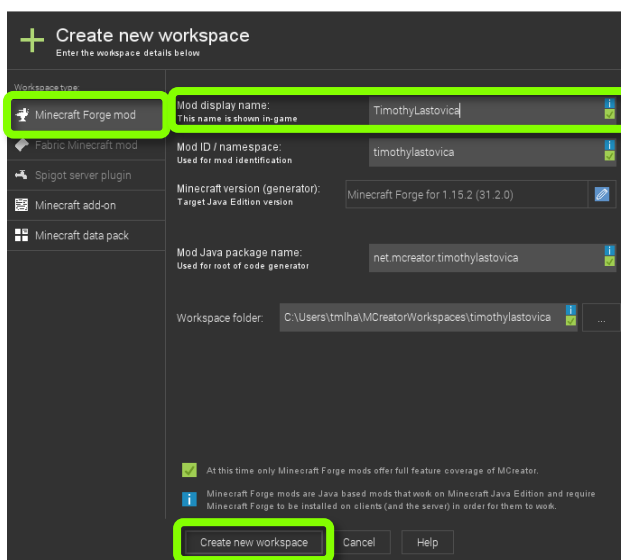 Create new workspace
Enter the workspace details below
Workspace type:
Minecraft Forge mod
Fabric Minecraft mod
Spigot server plugin
Minecraft add-on
Minecraft data pack
Mod display name:
This name is shown in-game
TimothyLastovica
Mod ID / namespace:
Used for mod identification
timothylastovica
Minecraft version (generator):
Target Java Edition version
Minecraft Forge for 1.15.2 (31.2.0)
Mod Java package name:
Used for root of code generator
net.mcreator.timothylastovica
Workspace folder:
C:\Users\tmlha\MCreatorWorkspaces\timothylastovica
...
At this time only Minecraft Forge mods offer full feature coverage of MCreator.
Minecraft Forge mods are Java based mods that work on Minecraft Java Edition and require
Minecraft Forge to be installed on clients (and the server) in order for them to work.
Create new workspace
Cancel
Help